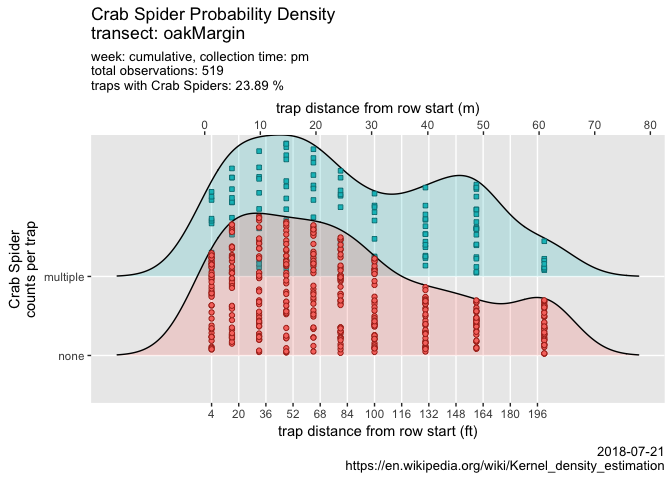 Crab Spider Probability Density
transect: oakMargin
week: cumulative, collection time: pm
total observations: 519
traps with Crab Spiders: 23.89 %
trap distance from row start (m)
0 10 20 30 40 50 60 70 80
Crab Spider
counts per trap
multiple
none
4 20 36 52 68 84 100 116 132 148 164 180 196
trap distance from row start (ft)
2018-07-21
https://en.wikipedia.org/wiki/Kernel_density_estimation